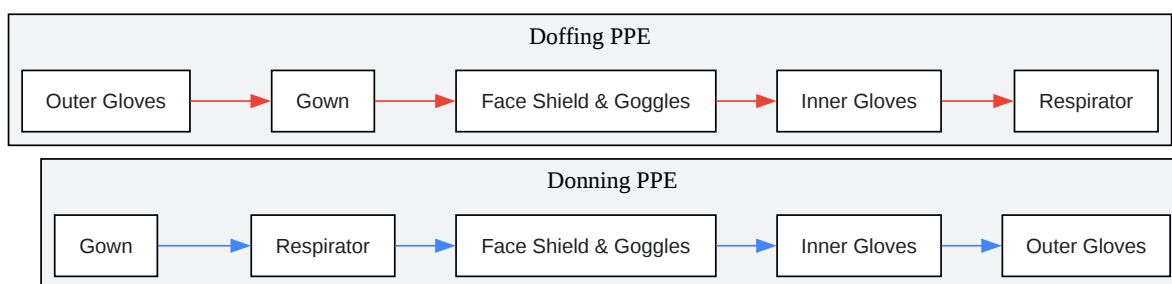 Doffing PPE
Outer Gloves
Gown
Face Shield & Goggles
Inner Gloves
Respirator
Donning PPE
Gown
Respirator
Face Shield & Goggles
Inner Gloves
Outer Gloves